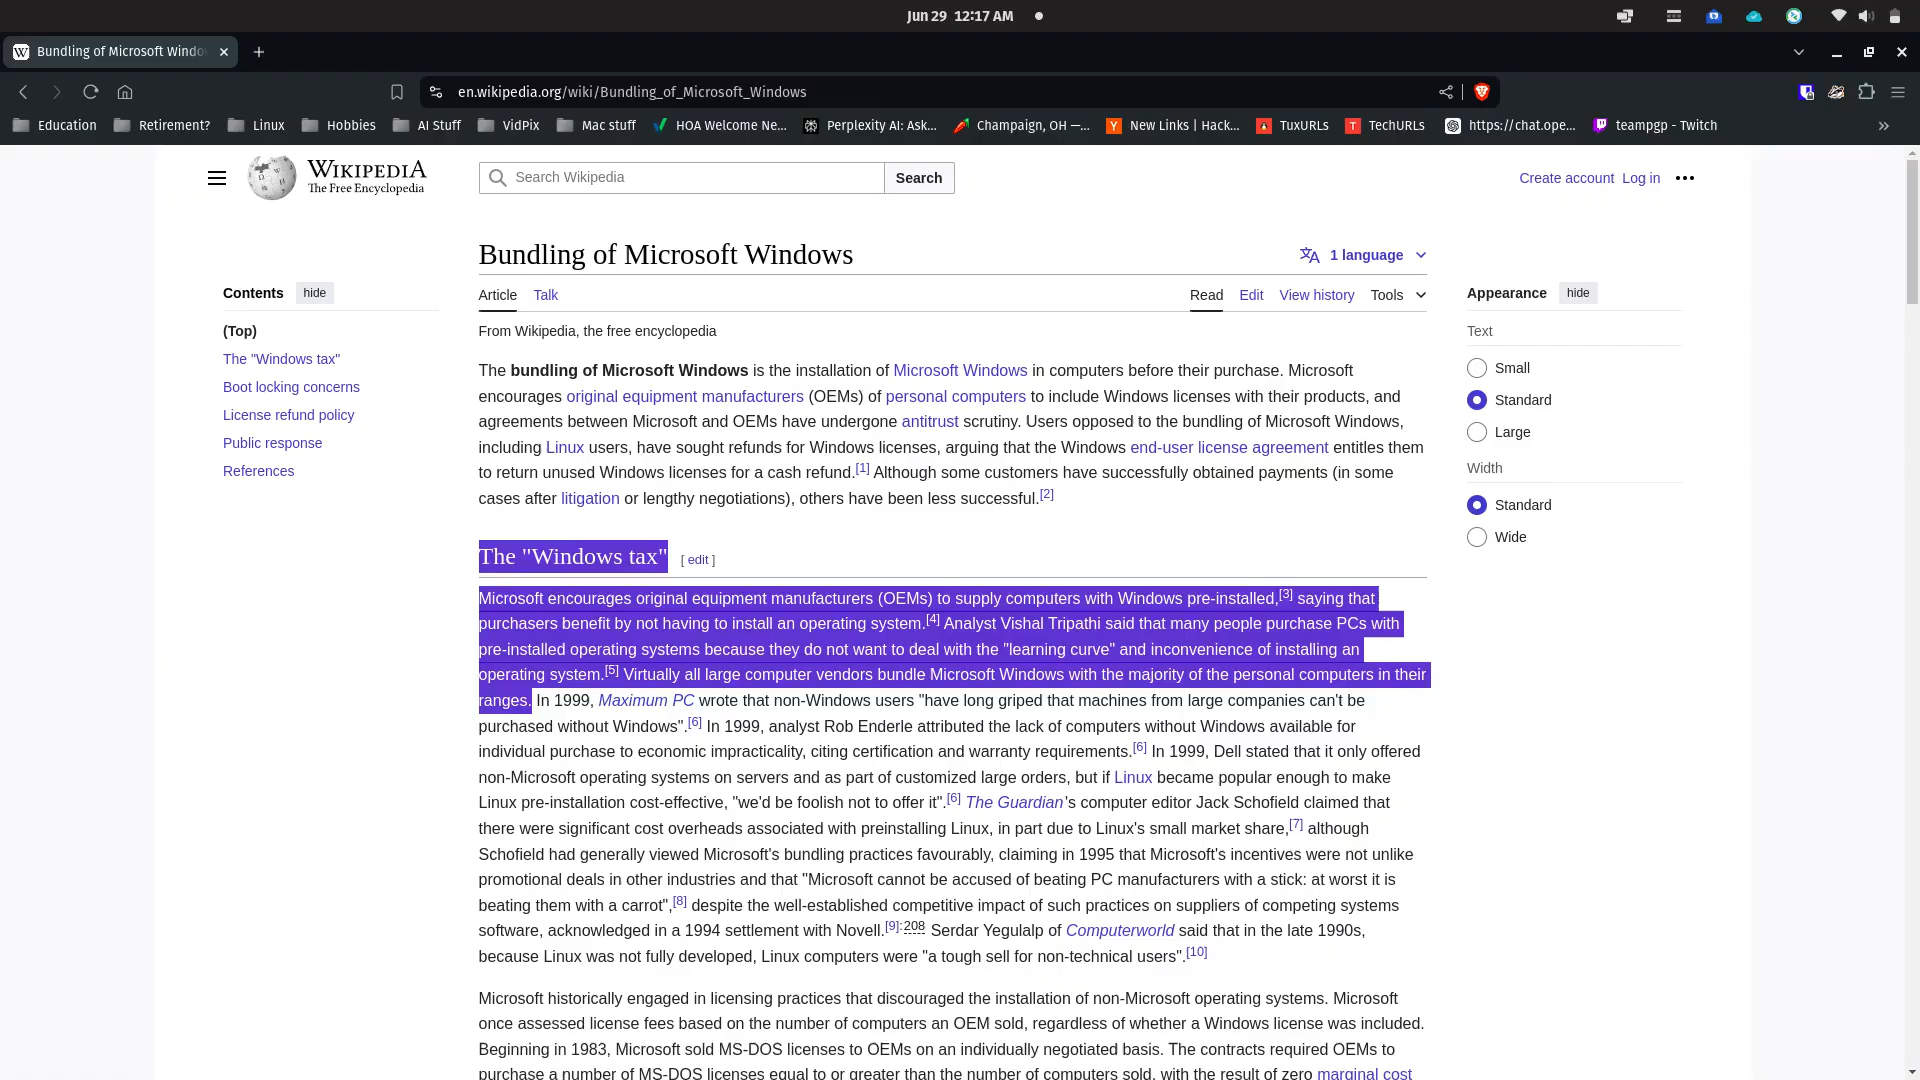 Jun 29 12:17 AM
Bundling of Microsoft Windo
en.wikipedia.org/wiki/Bundling_of_Microsoft_Windows
Education
Retirement?
Linux
Hobbies
AI Stuff
VidPix
Mac stuff
HOA Welcome Ne...
Perplexity AI: Ask...
Champaign, OH —...
New Links | Hack...
TuxURLs
TechURLs
https://chat.ope...
teampgp - Twitch
WIKIPEDIA
The Free Encyclopedia
Search Wikipedia
Search
Create account Log in
Bundling of Microsoft Windows
1 language
Contents hide
(Top)
The "Windows tax"
Boot locking concerns
License refund policy
Public response
References
Article Talk
Read Edit View history Tools
From Wikipedia, the free encyclopedia
The bundling of Microsoft Windows is the installation of Microsoft Windows in computers before their purchase. Microsoft
encourages original equipment manufacturers (OEMs) of personal computers to include Windows licenses with their products, and
agreements between Microsoft and OEMs have undergone antitrust scrutiny. Users opposed to the bundling of Microsoft Windows,
including Linux users, have sought refunds for Windows licenses, arguing that the Windows end-user license agreement entitles them
to return unused Windows licenses for a cash refund.[1] Although some customers have successfully obtained payments (in some
cases after litigation or lengthy negotiations), others have been less successful.[2]
The "Windows tax" [ edit ]
Microsoft encourages original equipment manufacturers (OEMs) to supply computers with Windows pre-installed,[3] saying that
purchasers benefit by not having to install an operating system.[4] Analyst Vishal Tripathi said that many people purchase PCs with
pre-installed operating systems because they do not want to deal with the "learning curve" and inconvenience of installing an
operating system.[5] Virtually all large computer vendors bundle Microsoft Windows with the majority of the personal computers in their
ranges. In 1999, Maximum PC wrote that non-Windows users "have long griped that machines from large companies can't be
purchased without Windows".[6] In 1999, analyst Rob Enderle attributed the lack of computers without Windows available for
individual purchase to economic impracticality, citing certification and warranty requirements.[6] In 1999, Dell stated that it only offered
non-Microsoft operating systems on servers and as part of customized large orders, but if Linux became popular enough to make
Linux pre-installation cost-effective, "we'd be foolish not to offer it".[6] The Guardian's computer editor Jack Schofield claimed that
there were significant cost overheads associated with preinstalling Linux, in part due to Linux's small market share,[7] although
Schofield had generally viewed Microsoft's bundling practices favourably, claiming in 1995 that Microsoft's incentives were not unlike
promotional deals in other industries and that "Microsoft cannot be accused of beating PC manufacturers with a stick: at worst it is
beating them with a carrot",[8] despite the well-established competitive impact of such practices on suppliers of competing systems
software, acknowledged in a 1994 settlement with Novell.[9]:208 Serdar Yegulalp of Computerworld said that in the late 1990s,
because Linux was not fully developed, Linux computers were "a tough sell for non-technical users".[10]
Microsoft historically engaged in licensing practices that discouraged the installation of non-Microsoft operating systems. Microsoft
once assessed license fees based on the number of computers an OEM sold, regardless of whether a Windows license was included.
Beginning in 1983, Microsoft sold MS-DOS licenses to OEMs on an individually negotiated basis. The contracts required OEMs to
purchase a number of MS-DOS licenses equal to or greater than the number of computers sold, with the result of zero marginal cost
Appearance hide
Text
Small
Standard
Large
Width
Standard
Wide